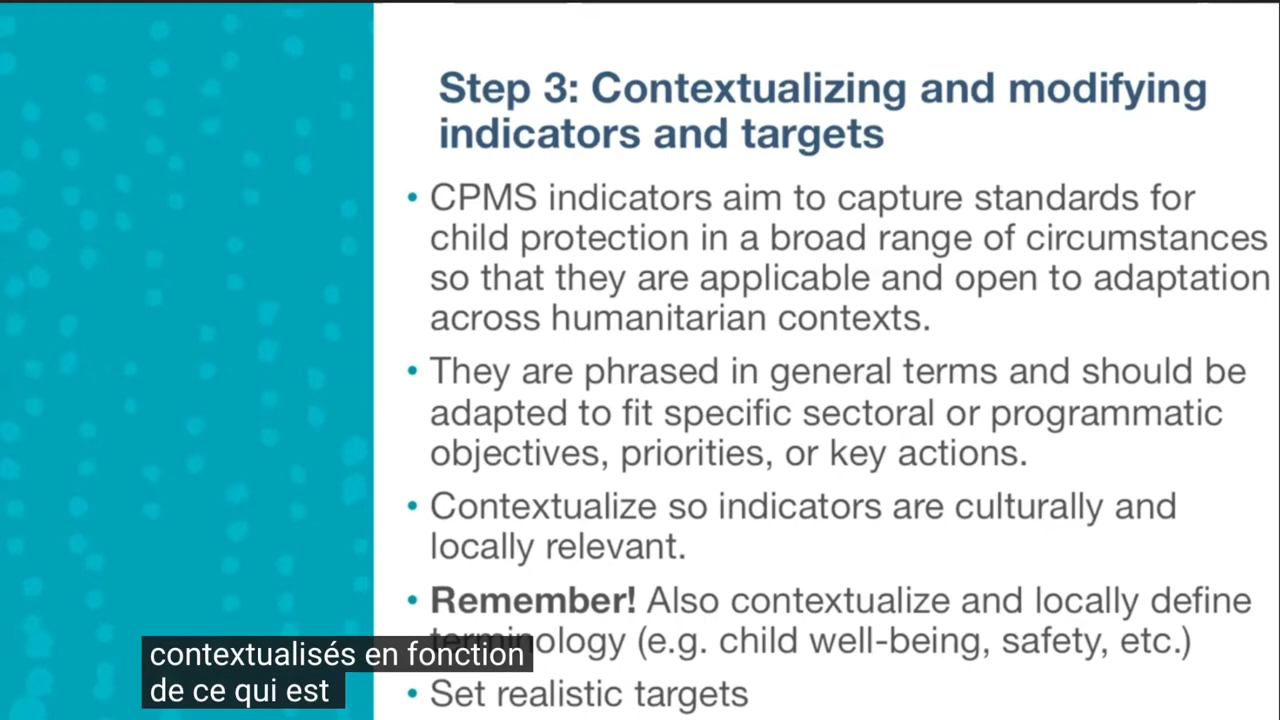 Step 3: Contextualizing and modifying
indicators and targets
• CPMS indicators aim to capture standards for
child protection in a broad range of circumstances
so that they are applicable and open to adaptation
across humanitarian contexts.
• They are phrased in general terms and should be
adapted to fit specific sectoral or programmatic
objectives, priorities, or key actions.
• Contextualize so indicators are culturally and
locally relevant.
• Remember! Also contextualize and locally define
terminology (e.g. child well-being, safety, etc.)
• Set realistic targets
contextualisés en fonction
de ce qui est